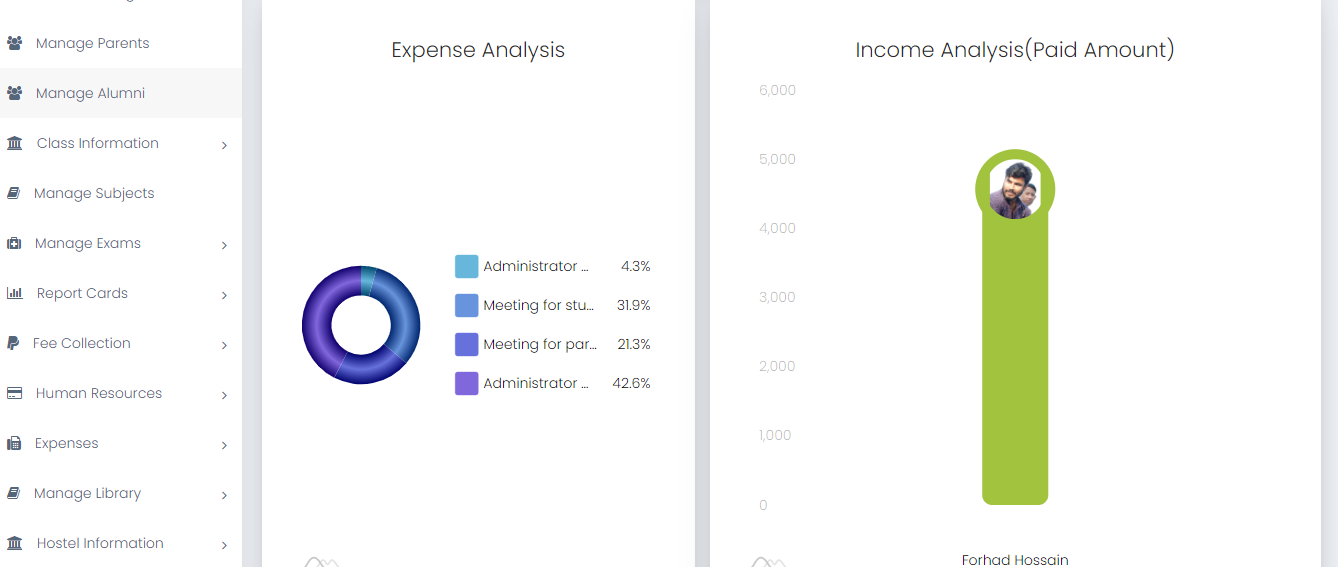 Manage Parents
Manage Alumni
Class Information
Manage Subjects
Manage Exams
Report Cards
Fee Collection
Human Resources
Expenses
Manage Library
Hostel Information
Expense Analysis
Administrator ... 4.3%
Meeting for stu... 31.9%
Meeting for par... 21.3%
Administrator ... 42.6%
Income Analysis(Paid Amount)
6,000
5,000
4,000
3,000
2,000
1,000
0
Forhad Hossain